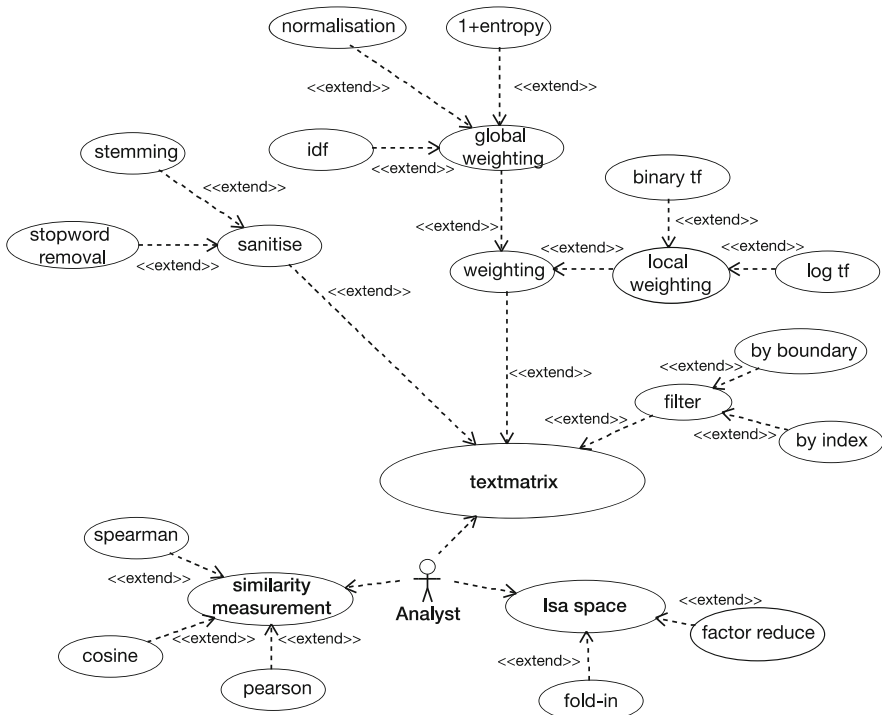 normalisation
1+entropy
<<extend>>
<<extend>>
idf
<<extend>>
global
weighting
stemming
<<extend>>
stopword
removal
<<extend>>
sanitise
binary tf
<<extend>>
weighting
<<extend>>
local
weighting
<<extend>>
log tf
<<extend>>
<<extend>>
<<extend>>
by boundary
<<extend>>
filter
<<extend>>
<<extend>>
by index
textmatrix
spearman
<<extend>>
similarity
measurement
Analyst
lsa space
<<extend>>
factor reduce
<<extend>>
<<extend>>
cosine
pearson
<<extend>>
fold-in